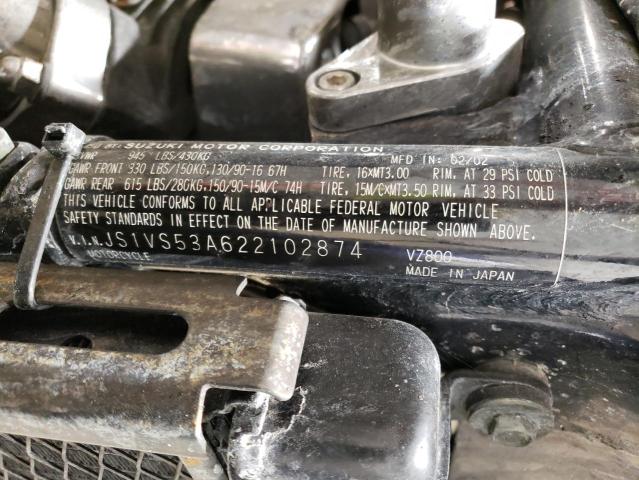 BY: SUZUKI MOTOR CORPORATION
GVWR 945 LBS/430KG MFD IN: 02/02
GAWR FRONT 330 LBS/150KG,130/90-16 67H TIRE, 16×MT3.00 RIM. AT 29 PSI COLD
GAWR REAR 615 LBS/280KG,150/90-15M/C 74H TIRE, 15M/C×MT3.50 RIM. AT 33 PSI COLD
THIS VEHICLE CONFORMS TO ALL APPLICABLE FEDERAL MOTOR VEHICLE
SAFETY STANDARDS IN EFFECT ON THE DATE OF MANUFACTURE SHOWN ABOVE.
V.I.N. JS1VS53A622102874 VZ800
MOTORCYCLE MADE IN JAPAN